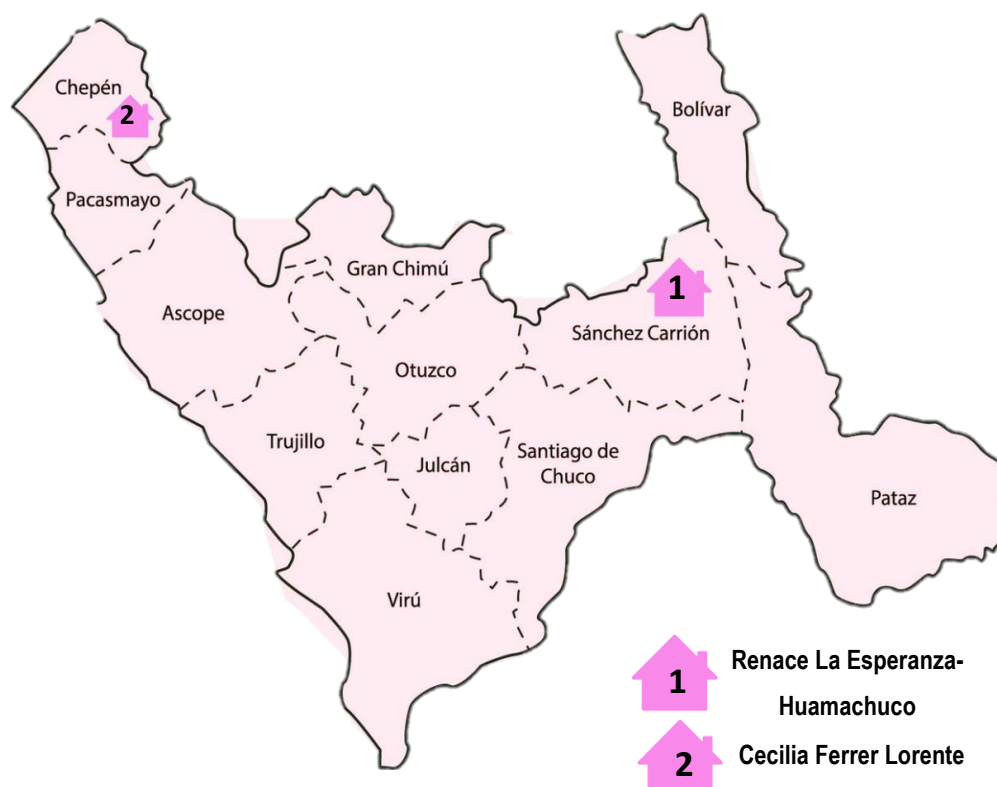 Chepén
2
Bolívar
Pacasmayo
Gran Chimú
1
Ascope
Sánchez Carrión
Otuzco
Trujillo
Julcán
Santiago de
Chuco
Pataz
Virú
1
Renace La Esperanza-
Huamachuco
2
Cecilia Ferrer Lorente